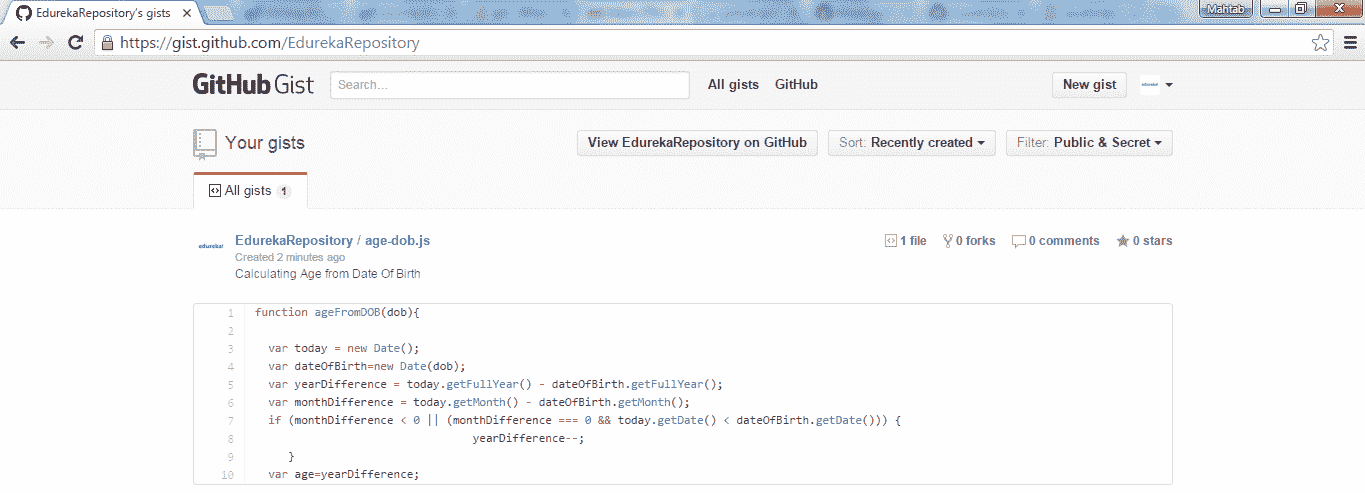 EdurekaRepository's gists
Mahtab
https://gist.github.com/EdurekaRepository
GitHub Gist Search... All gists GitHub New gist edureka!
Your gists View EdurekaRepository on GitHub Sort: Recently created Filter: Public & Secret
All gists 1
edureka! EdurekaRepository / age-dob.js 1 file 0 forks 0 comments 0 stars
Created 2 minutes ago
Calculating Age from Date Of Birth
1 function ageFromDOB(dob){
2
3 var today = new Date();
4 var dateOfBirth=new Date(dob);
5 var yearDifference = today.getFullYear() - dateOfBirth.getFullYear();
6 var monthDifference = today.getMonth() - dateOfBirth.getMonth();
7 if (monthDifference < 0 || (monthDifference === 0 && today.getDate() < dateOfBirth.getDate())) {
8 yearDifference--;
9 }
10 var age=yearDifference;